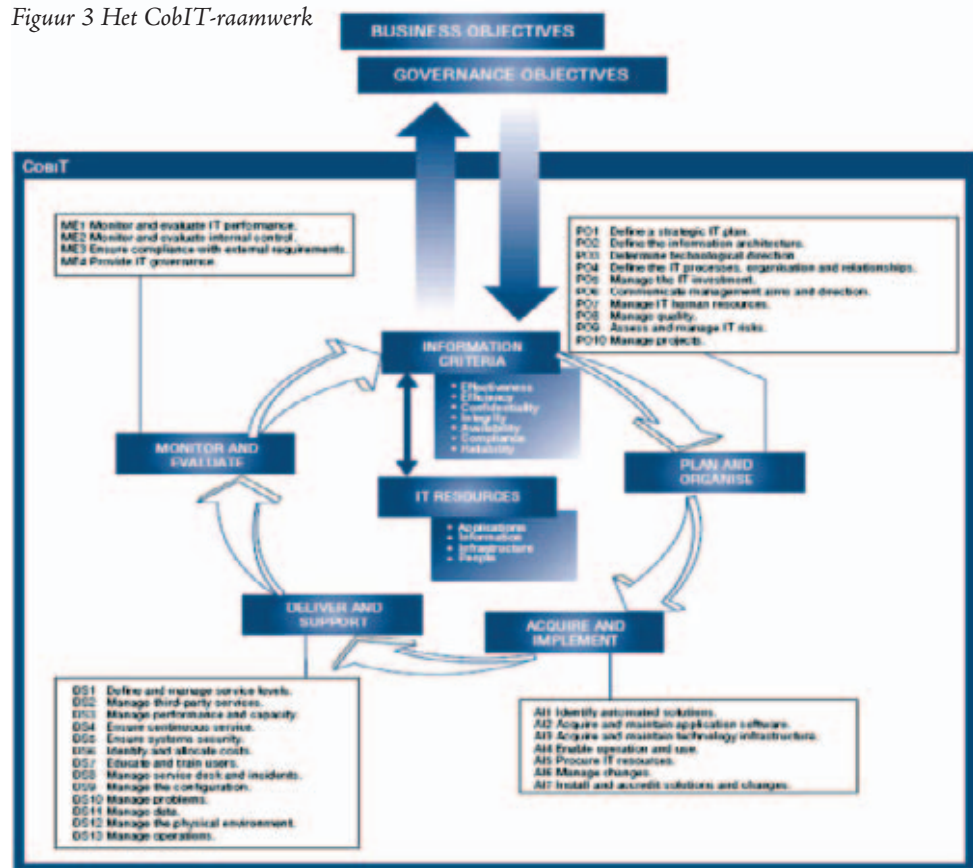 Figuur 3 Het CobIT-raamwerk
BUSINESS OBJECTIVES
GOVERNANCE OBJECTIVES
COBIT
ME1 Monitor and evaluate IT performance.
ME2 Monitor and evaluate internal control.
ME3 Ensure compliance with external requirements.
ME4 Provide IT governance.
PO1 Define a strategic IT plan.
PO2 Define the information architecture.
PO3 Determine technological direction
PO4 Define the IT processes, organisation and relationships.
PO5 Manage the IT investment.
PO6 Communicate management aims and direction.
PO7 Manage IT human resources.
PO8 Manage quality.
PO9 Assess and manage IT risks.
PO10 Manage projects.
INFORMATION
CRITERIA
• Effectiveness
• Efficiency
• Confidentiality
• Integrity
• Availability
• Compliance
• Reliability
MONITOR AND
EVALUATE
PLAN AND
ORGANISE
IT RESOURCES
• Applications
• Information
• Infrastructure
• People
DELIVER AND
SUPPORT
ACQUIRE AND
IMPLEMENT
DS1 Define and manage service levels.
DS2 Manage third-party services.
DS3 Manage performance and capacity.
DS4 Ensure continuous service.
DS5 Ensure systems security.
DS6 Identify and allocate costs.
DS7 Educate and train users.
DS8 Manage service desk and incidents.
DS9 Manage the configuration.
DS10 Manage problems.
DS11 Manage data.
DS12 Manage the physical environment.
DS13 Manage operations.
AI1 Identify automated solutions.
AI2 Acquire and maintain application software.
AI3 Acquire and maintain technology infrastructure.
AI4 Enable operation and use.
AI5 Procure IT resources.
AI6 Manage changes.
AI7 Install and accredit solutions and changes.